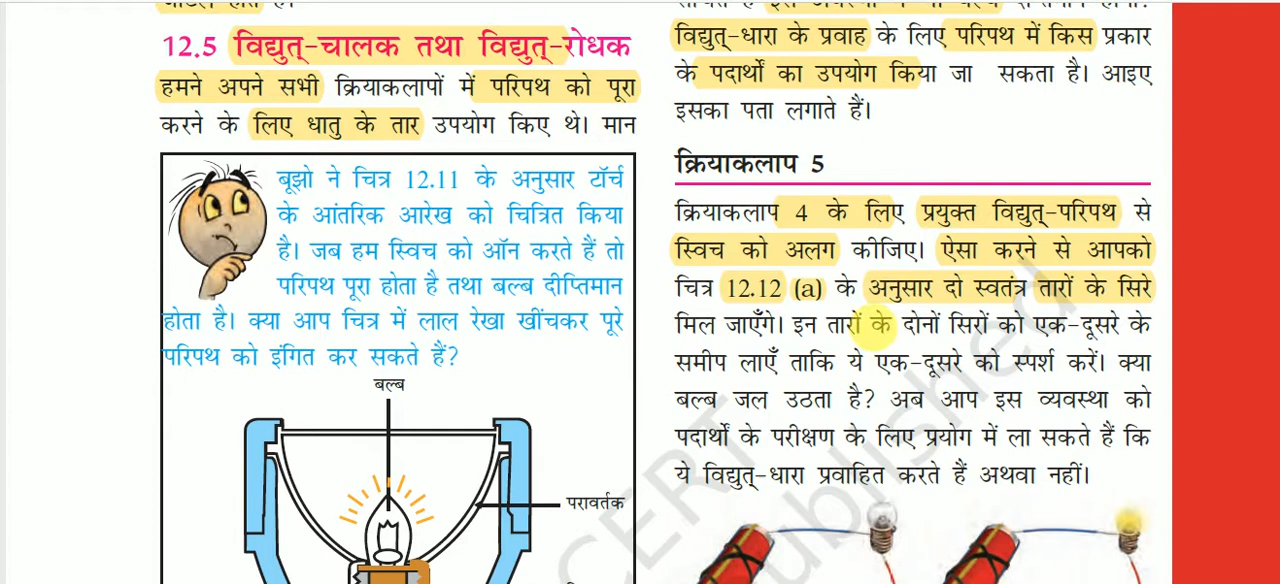 12.5 विद्युत्-चालक तथा विद्युत्-रोधक
हमने अपने सभी क्रियाकलापों में परिपथ को पूरा
करने के लिए धातु के तार उपयोग किए थे। मान
बूझो ने चित्र 12.11 के अनुसार टॉर्च
के आंतरिक आरेख को चित्रित किया
है। जब हम स्विच को ऑन करते हैं तो
परिपथ पूरा होता है तथा बल्ब दीप्तिमान
होता है। क्या आप चित्र में लाल रेखा खींचकर पूरे
परिपथ को इंगित कर सकते हैं?
बल्ब
परावर्तक
विद्युत्-धारा के प्रवाह के लिए परिपथ में किस प्रकार
के पदार्थों का उपयोग किया जा सकता है। आइए
इसका पता लगाते हैं।
क्रियाकलाप 5
क्रियाकलाप 4 के लिए प्रयुक्त विद्युत्-परिपथ से
स्विच को अलग कीजिए। ऐसा करने से आपको
चित्र 12.12 (a) के अनुसार दो स्वतंत्र तारों के सिरे
मिल जाएँगे। इन तारों के दोनों सिरों को एक-दूसरे के
समीप लाएँ ताकि ये एक-दूसरे को स्पर्श करें। क्या
बल्ब जल उठता है? अब आप इस व्यवस्था को
पदार्थों के परीक्षण के लिए प्रयोग में ला सकते हैं कि
ये विद्युत्-धारा प्रवाहित करते हैं अथवा नहीं।